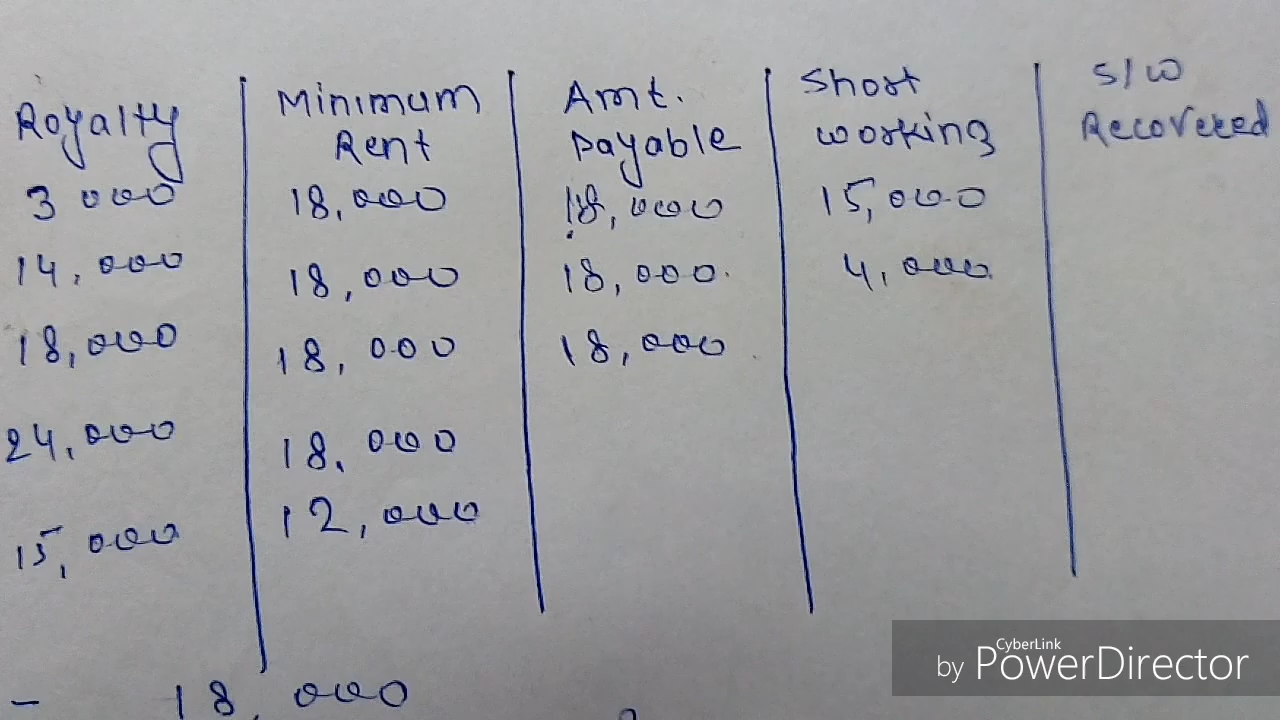 Royalty Minimum Rent Amt. Payable Short working S/W Recovered
3000 18,000 18,000 15,000
14,000 18,000 18,000. 4,000
18,000 18,000 18,000
24,000 18,000
15,000 12,000
- 18,000
CyberLink
by PowerDirector